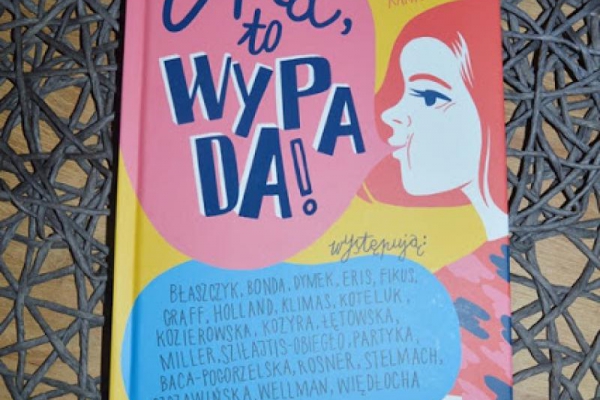 to
WYPA
DA!
występują:
BŁASZCZYK, BONDA, DYMEK, ERIS, FIKUS,
GRAFF, HOLLAND, KLIMAS, KOTELUK,
KOZIEROWSKA, KOZYRA, ŁĘTOWSKA,
MILLER, SZIŁAJTIS-OBIEGŁO, PARTYKA,
BACA-POGORZELSKA, KOSNER, STELMACH,
WELLMAN, WIĘDŁOCHA